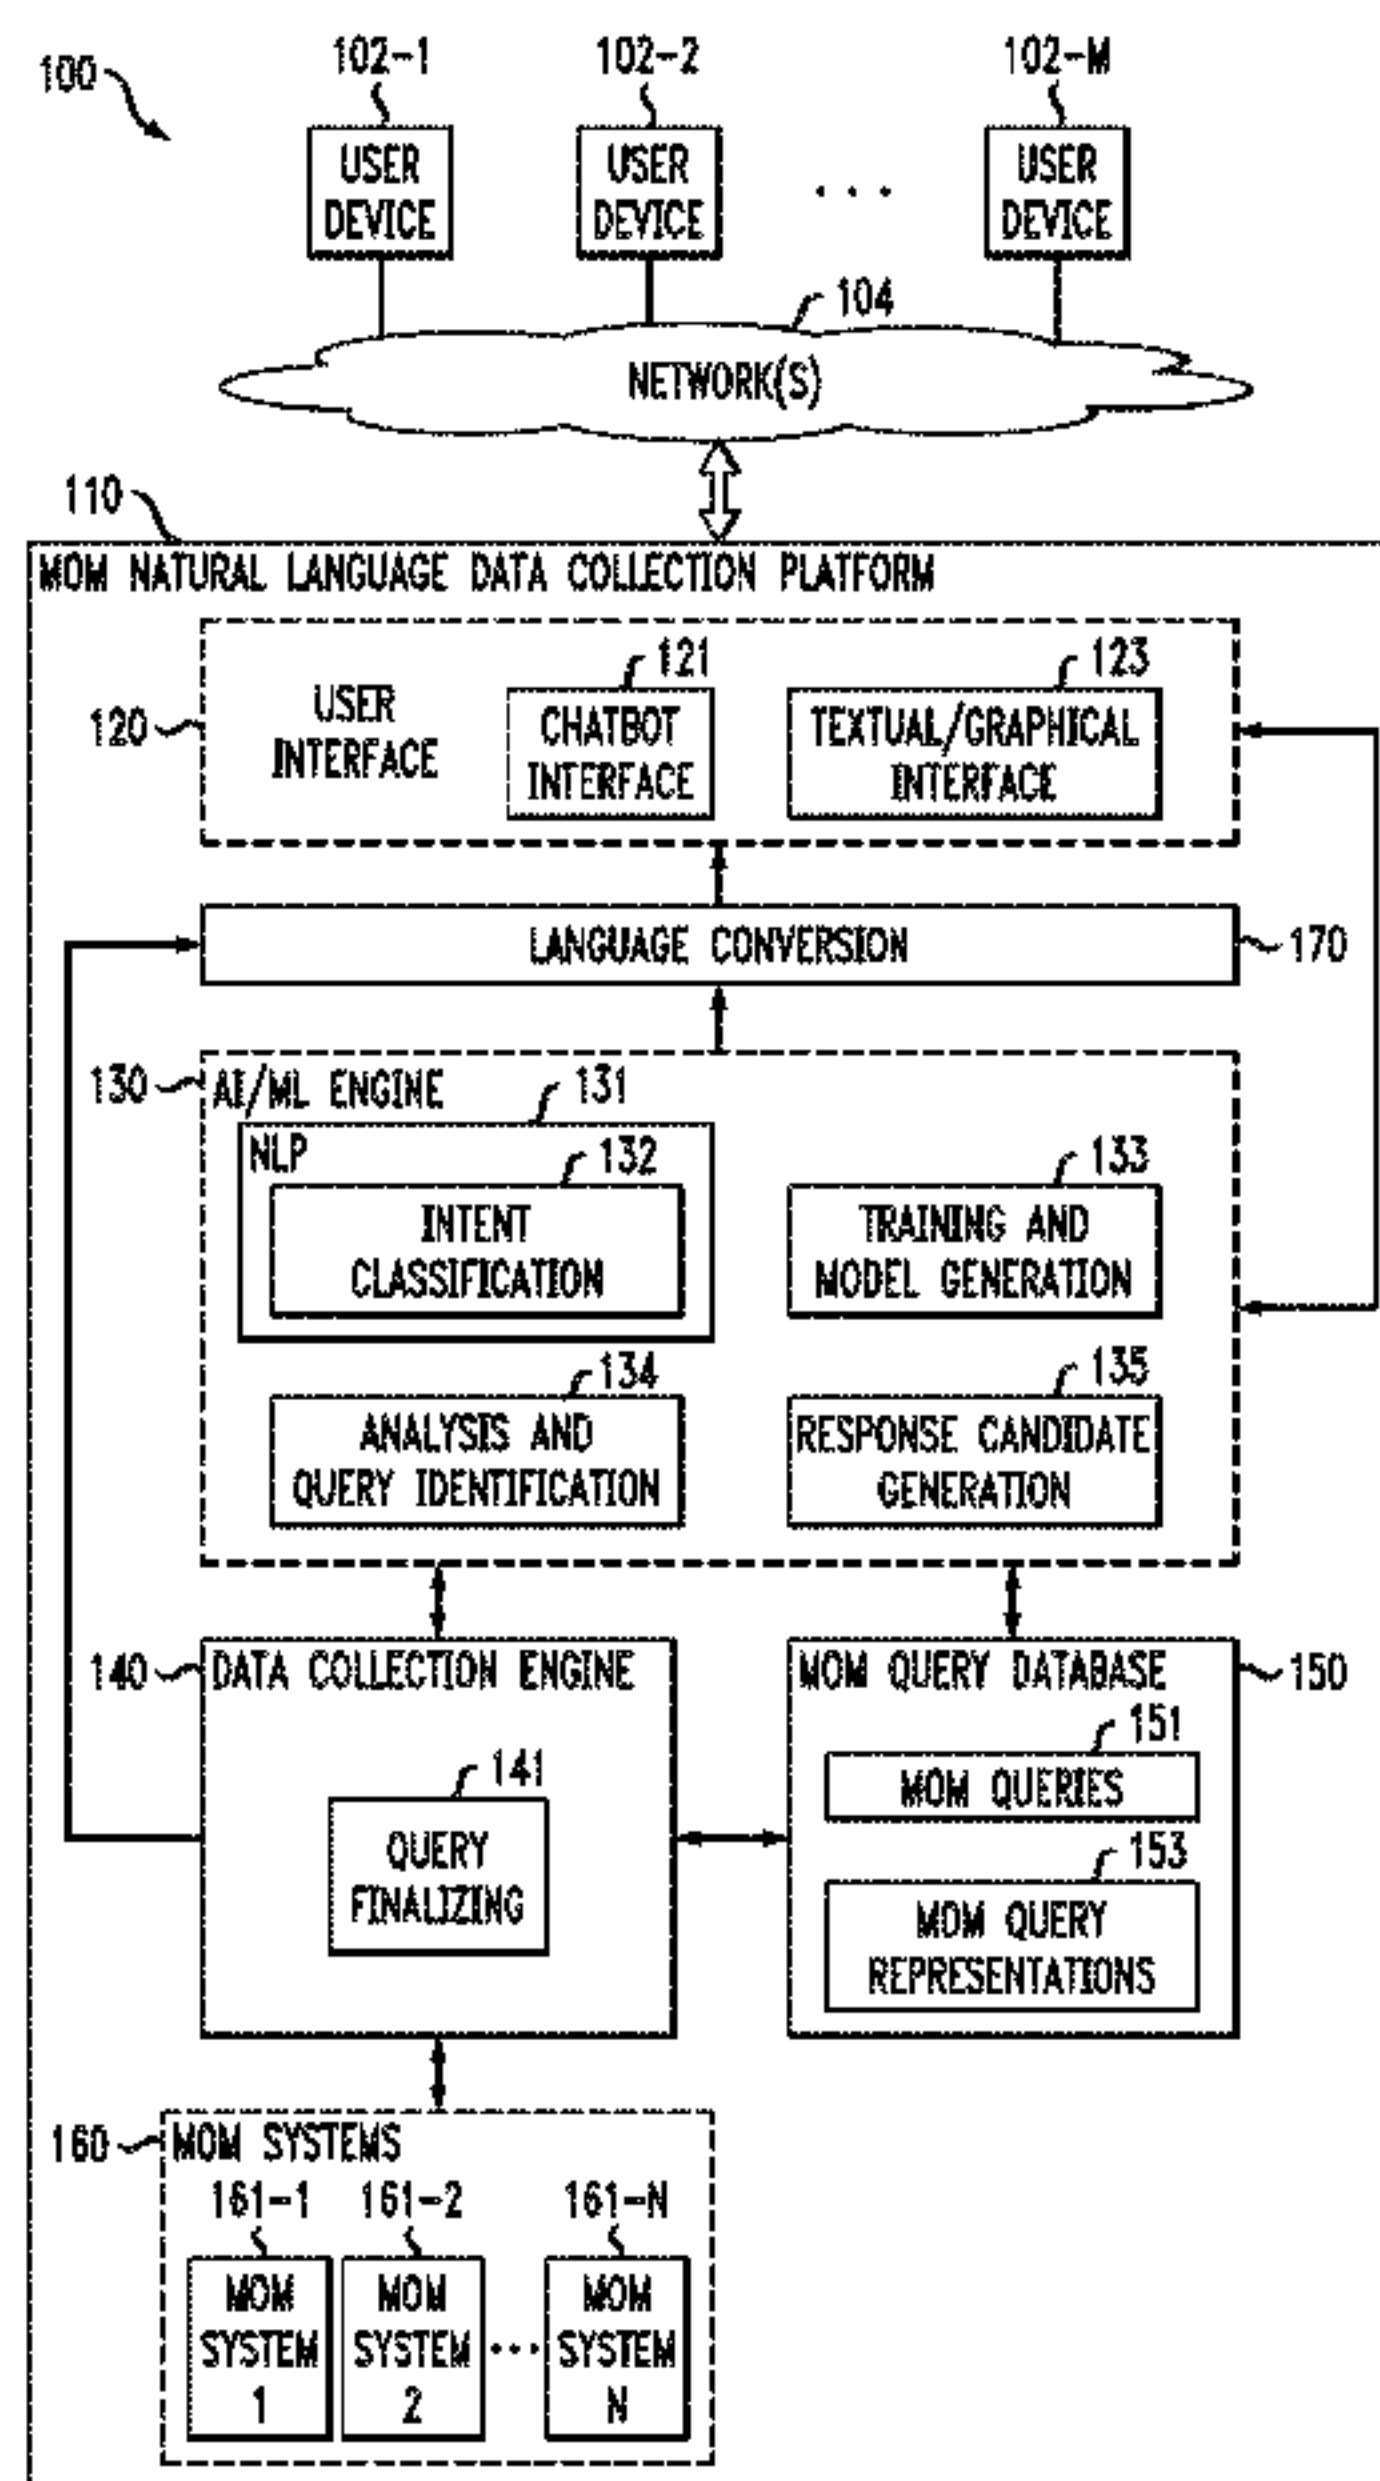 100
102-1
102-2
102-M
USER
DEVICE
USER
DEVICE
. . .
USER
DEVICE
104
NETWORK(S)
110
MOM NATURAL LANGUAGE DATA COLLECTION PLATFORM
120
USER
INTERFACE
121
CHATBOT
INTERFACE
123
TEXTUAL/GRAPHICAL
INTERFACE
LANGUAGE CONVERSION
170
130
AI/ML ENGINE
131
NLP
132
INTENT
CLASSIFICATION
133
TRAINING AND
MODEL GENERATION
134
ANALYSIS AND
QUERY IDENTIFICATION
135
RESPONSE CANDIDATE
GENERATION
140
DATA COLLECTION ENGINE
141
QUERY
FINALIZING
MOM QUERY DATABASE
150
151
MOM QUERIES
153
MOM QUERY
REPRESENTATIONS
160
MOM SYSTEMS
161-1
161-2
161-N
MOM
SYSTEM
1
MOM
SYSTEM
2
...
MOM
SYSTEM
N